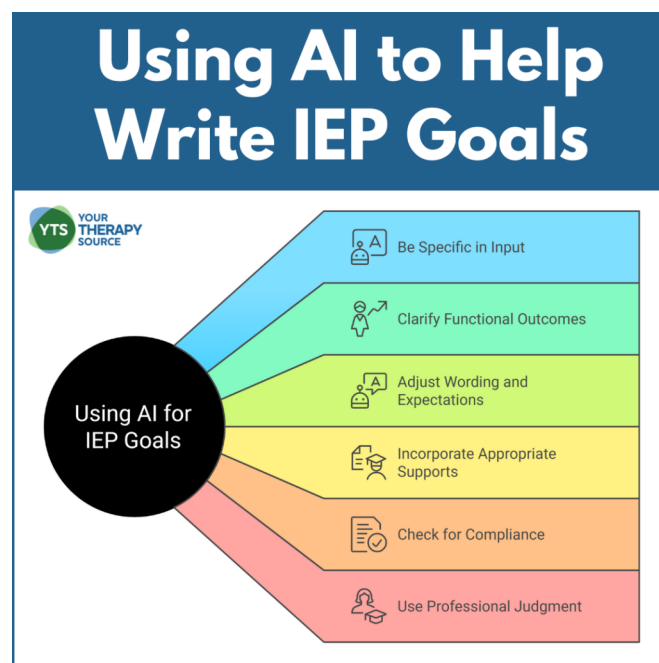 Using AI to Help
Write IEP Goals
YTS
YOUR
THERAPY
SOURCE
Using AI for
IEP Goals
A
Be Specific in Input
Clarify Functional Outcomes
A
Adjust Wording and
Expectations
Incorporate Appropriate
Supports
Check for Compliance
Use Professional Judgment